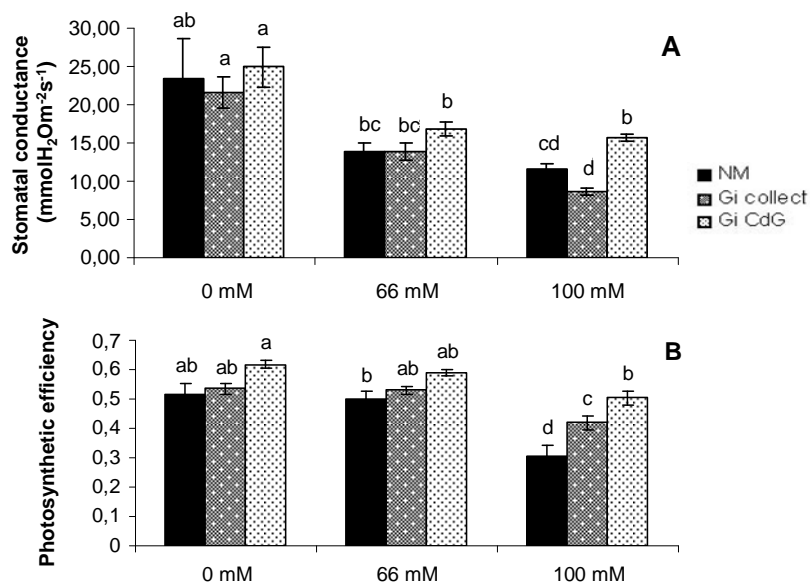 Stomatal conductance
(mmolH₂Om⁻²s⁻¹)
30,00
25,00
20,00
15,00
10,00
5,00
0,00
ab
a
a
bc
bc
b
cd
d
b
A
0 mM
66 mM
100 mM
NM
Gi collect
Gi CdG
Photosynthetic efficiency
0,7
0,6
0,5
0,4
0,3
0,2
0,1
0
ab
ab
a
b
ab
ab
d
c
b
B
0 mM
66 mM
100 mM